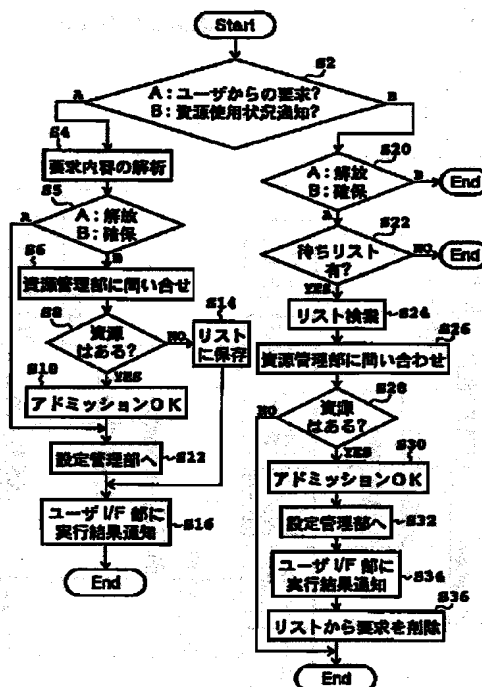 Start
S2
A：ユーザからの要求？
B：資源使用状況通知？
A
B
S4
要求内容の解析
S5
A：解放
B：確保
A
B
S6
資源管理部に問い合せ
S8
資源
はある？
NO
YES
S14
リスト
に保存
S10
アドミッションOK
設定管理部へ
S12
ユーザ I/F 部に
実行結果通知
S16
End
S20
A：解放
B：確保
B
End
A
S22
待ちリスト
有？
NO
End
YES
リスト検索
S24
S26
資源管理部に問い合わせ
S28
資源
はある？
NO
YES
S30
アドミッションOK
設定管理部へ
S32
ユーザ I/F 部に
実行結果通知
S34
S36
リストから要求を削除
End